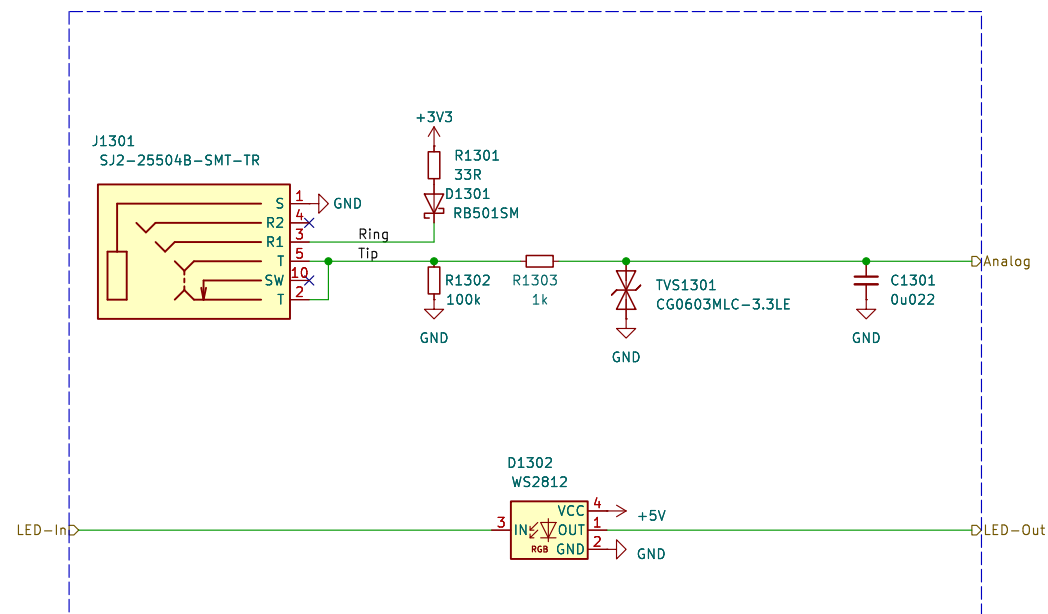 +3V3
J1301
SJ2-25504B-SMT-TR
R1301
33R
D1301
RB501SM
S 1 GND
R2 4
R1 3 Ring
T 5 Tip
SW 10
T 2
R1302
100k
GND
R1303
1k
TVS1301
CG0603MLC-3.3LE
GND
C1301
0u022
GND
Analog
D1302
WS2812
VCC 4 +5V
LED-In 3 IN OUT 1 LED-Out
RGB GND 2 GND